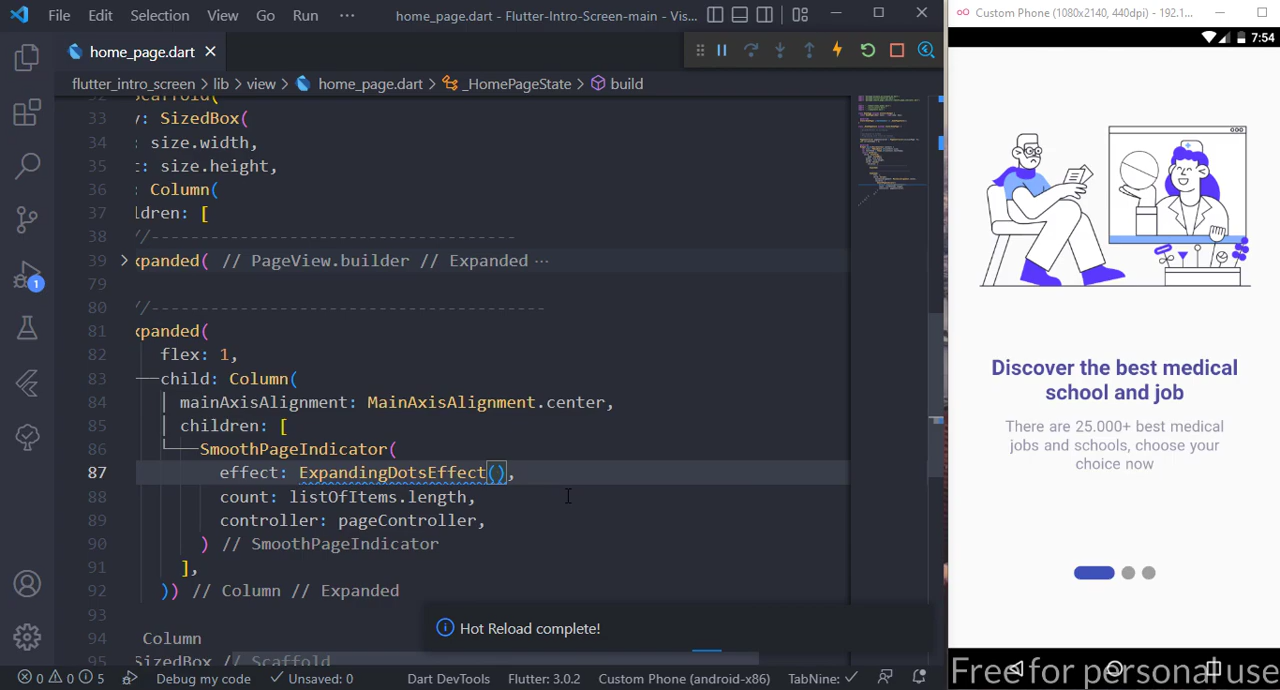 File Edit Selection View Go Run ··· home_page.dart - Flutter-Intro-Screen-main - Vis...
Custom Phone (1080x2140, 440dpi) - 192.1...
home_page.dart
7:54
flutter_intro_screen > lib > view > home_page.dart > _HomePageState > build
32 Scaffold(
33 y: SizedBox(
34 : size.width,
35 t: size.height,
36 : Column(
37 ldren: [
38 //-------------------------------------
39 xpanded( // PageView.builder // Expanded ···
79
80 //----------------------------------------
81 xpanded(
82 flex: 1,
83 child: Column(
84 mainAxisAlignment: MainAxisAlignment.center,
85 children: [
86 SmoothPageIndicator(
87 effect: ExpandingDotsEffect(),
88 count: listOfItems.length,
89 controller: pageController,
90 ) // SmoothPageIndicator
91 ],
92 )) // Column // Expanded
93
94 Column
95 SizedBox // Scaffold
1
Hot Reload complete!
0 0 5 Debug my code Unsaved: 0 Dart DevTools Flutter: 3.0.2 Custom Phone (android-x86) TabNine:
Discover the best medical
school and job
There are 25.000+ best medical
jobs and schools, choose your
choice now
Free for personal use